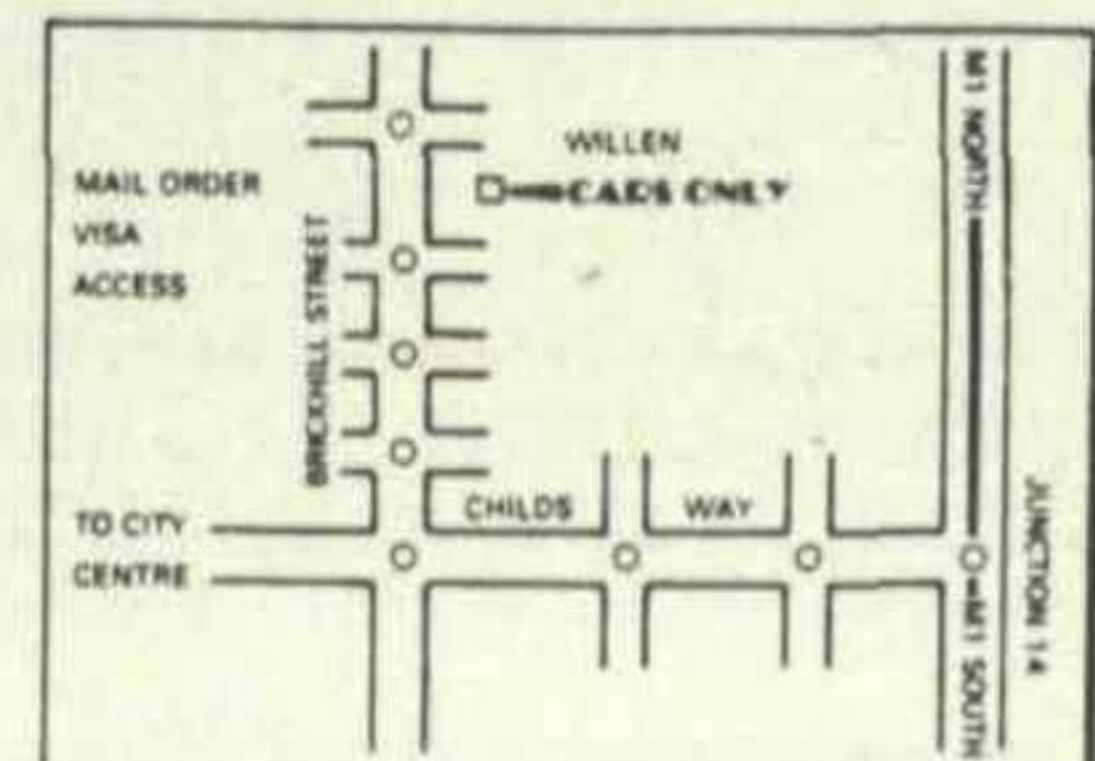 MAIL ORDER
VISA
ACCESS
BRICKHILL STREET
WILLEN
CARS ONLY
M1 NORTH
TO CITY
CENTRE
CHILDS WAY
M1 SOUTH
JUNCTION 14